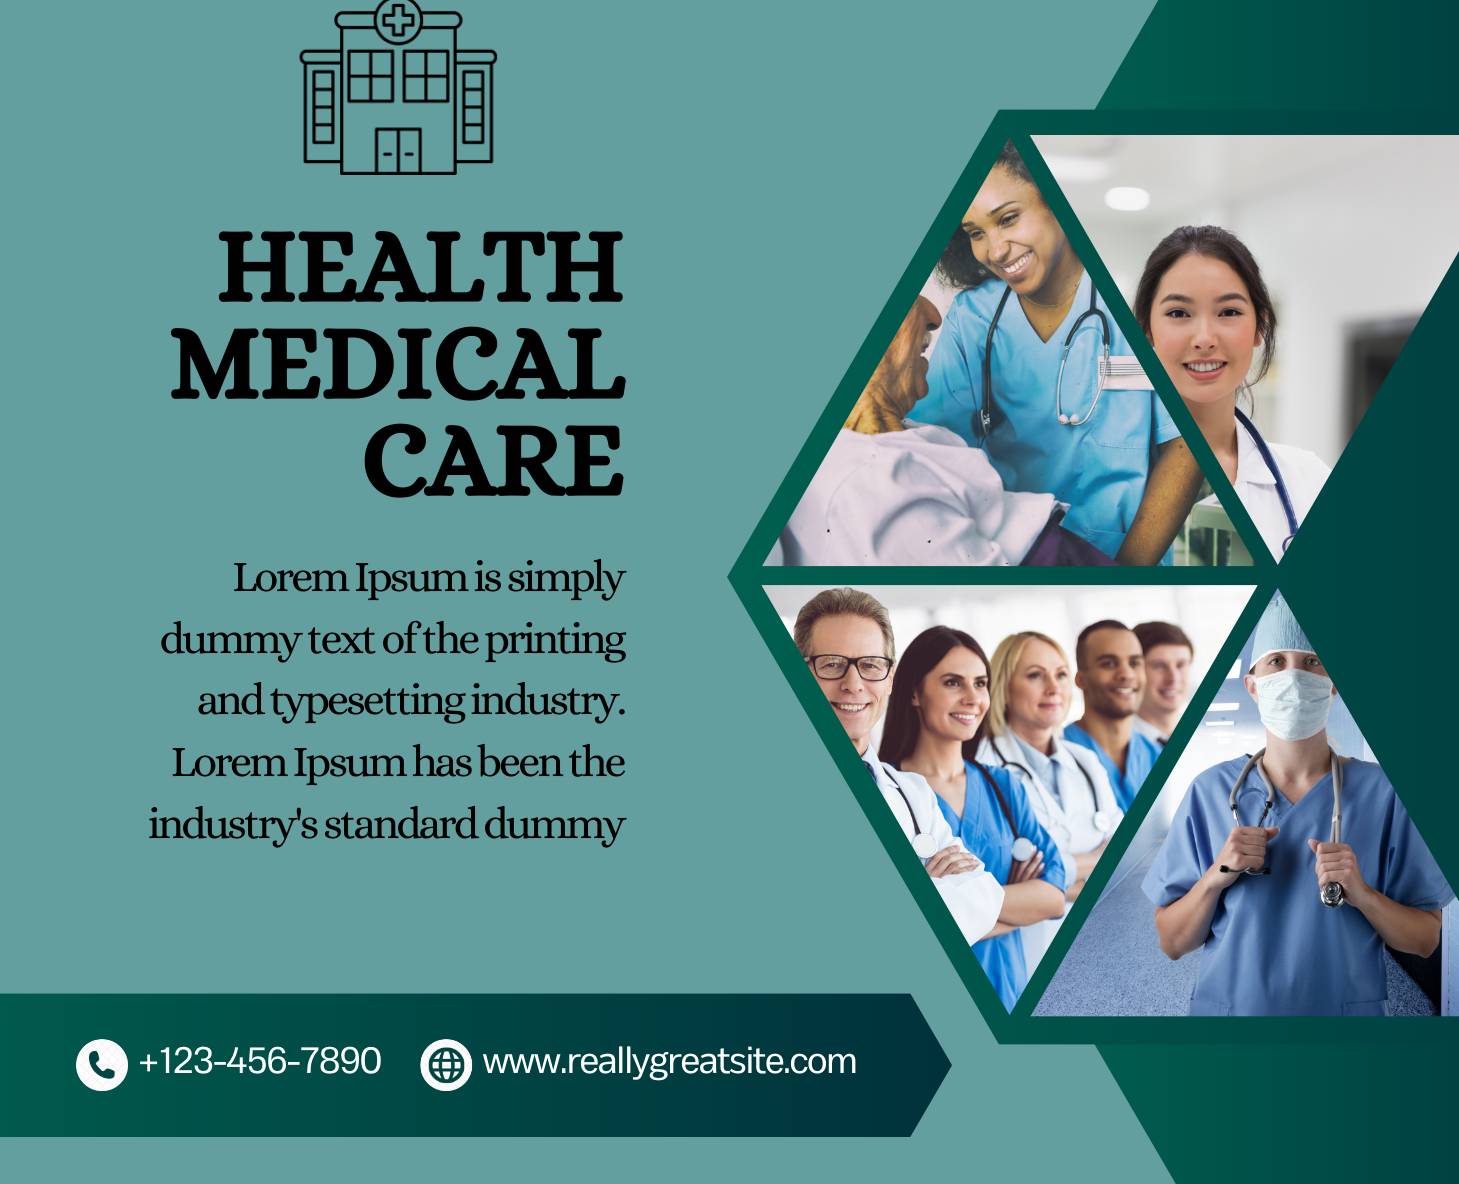 HEALTH
MEDICAL
CARE
Lorem Ipsum is simply
dummy text of the printing
and typesetting industry.
Lorem Ipsum has been the
industry's standard dummy
+123-456-7890 www.reallygreatsite.com